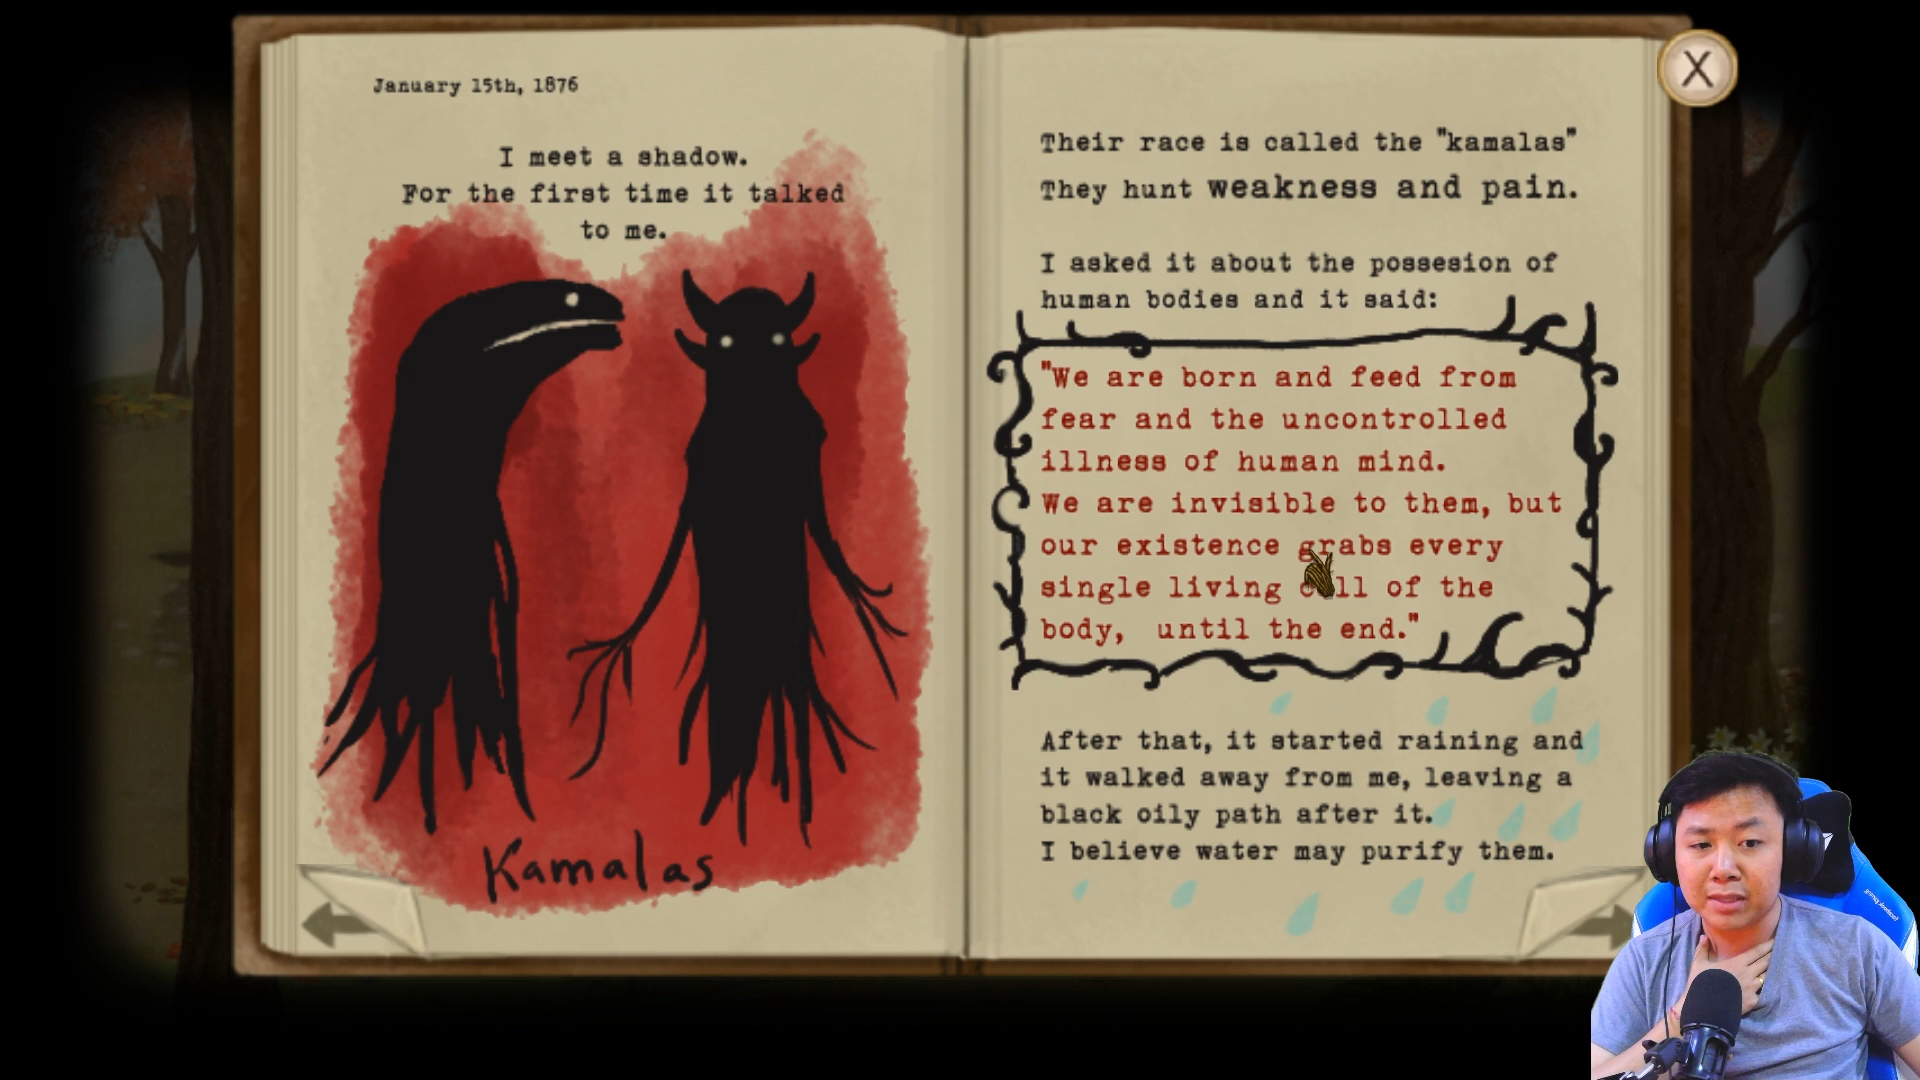 January 15th, 1876
I meet a shadow.
For the first time it talked
to me.
Kamalas
Their race is called the "kamalas"
They hunt weakness and pain.
I asked it about the possesion of
human bodies and it said:
"We are born and feed from
fear and the uncontrolled
illness of human mind.
We are invisible to them, but
our existence grabs every
single living cell of the
body, until the end."
After that, it started raining and
it walked away from me, leaving a
black oily path after it.
I believe water may purify them.
X